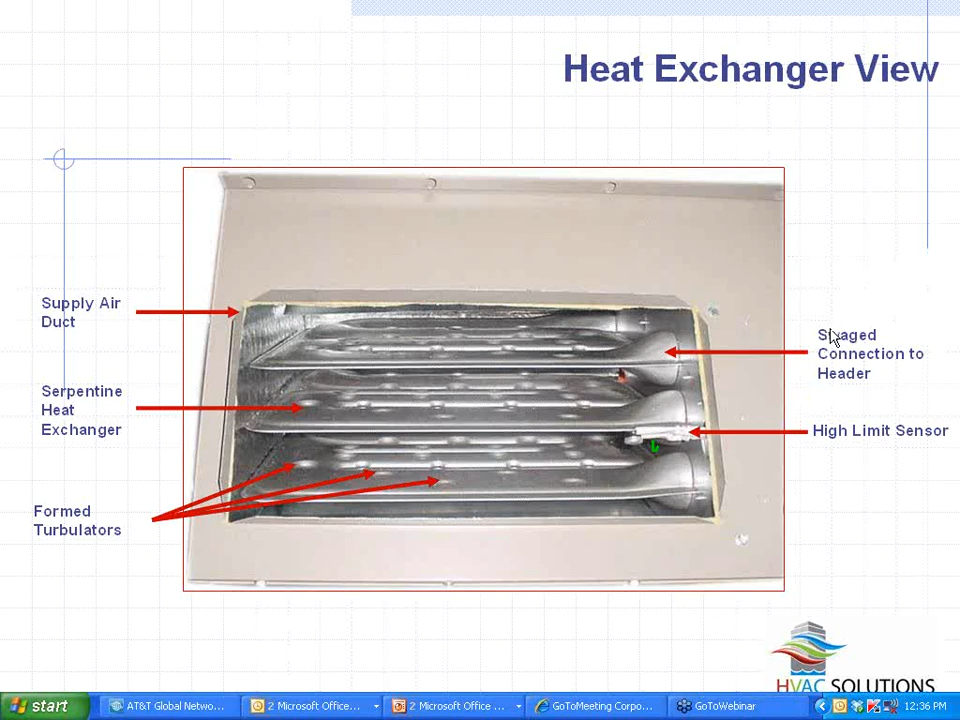 Heat Exchanger View
Supply Air
Duct
Swaged
Connection to
Header
Serpentine
Heat
Exchanger
High Limit Sensor
Formed
Turbulators
HVAC SOLUTIONS
start
AT&T Global Netwo...
2 Microsoft Office...
2 Microsoft Office ...
GoToMeeting Corpo...
GoToWebinar
12:36 PM